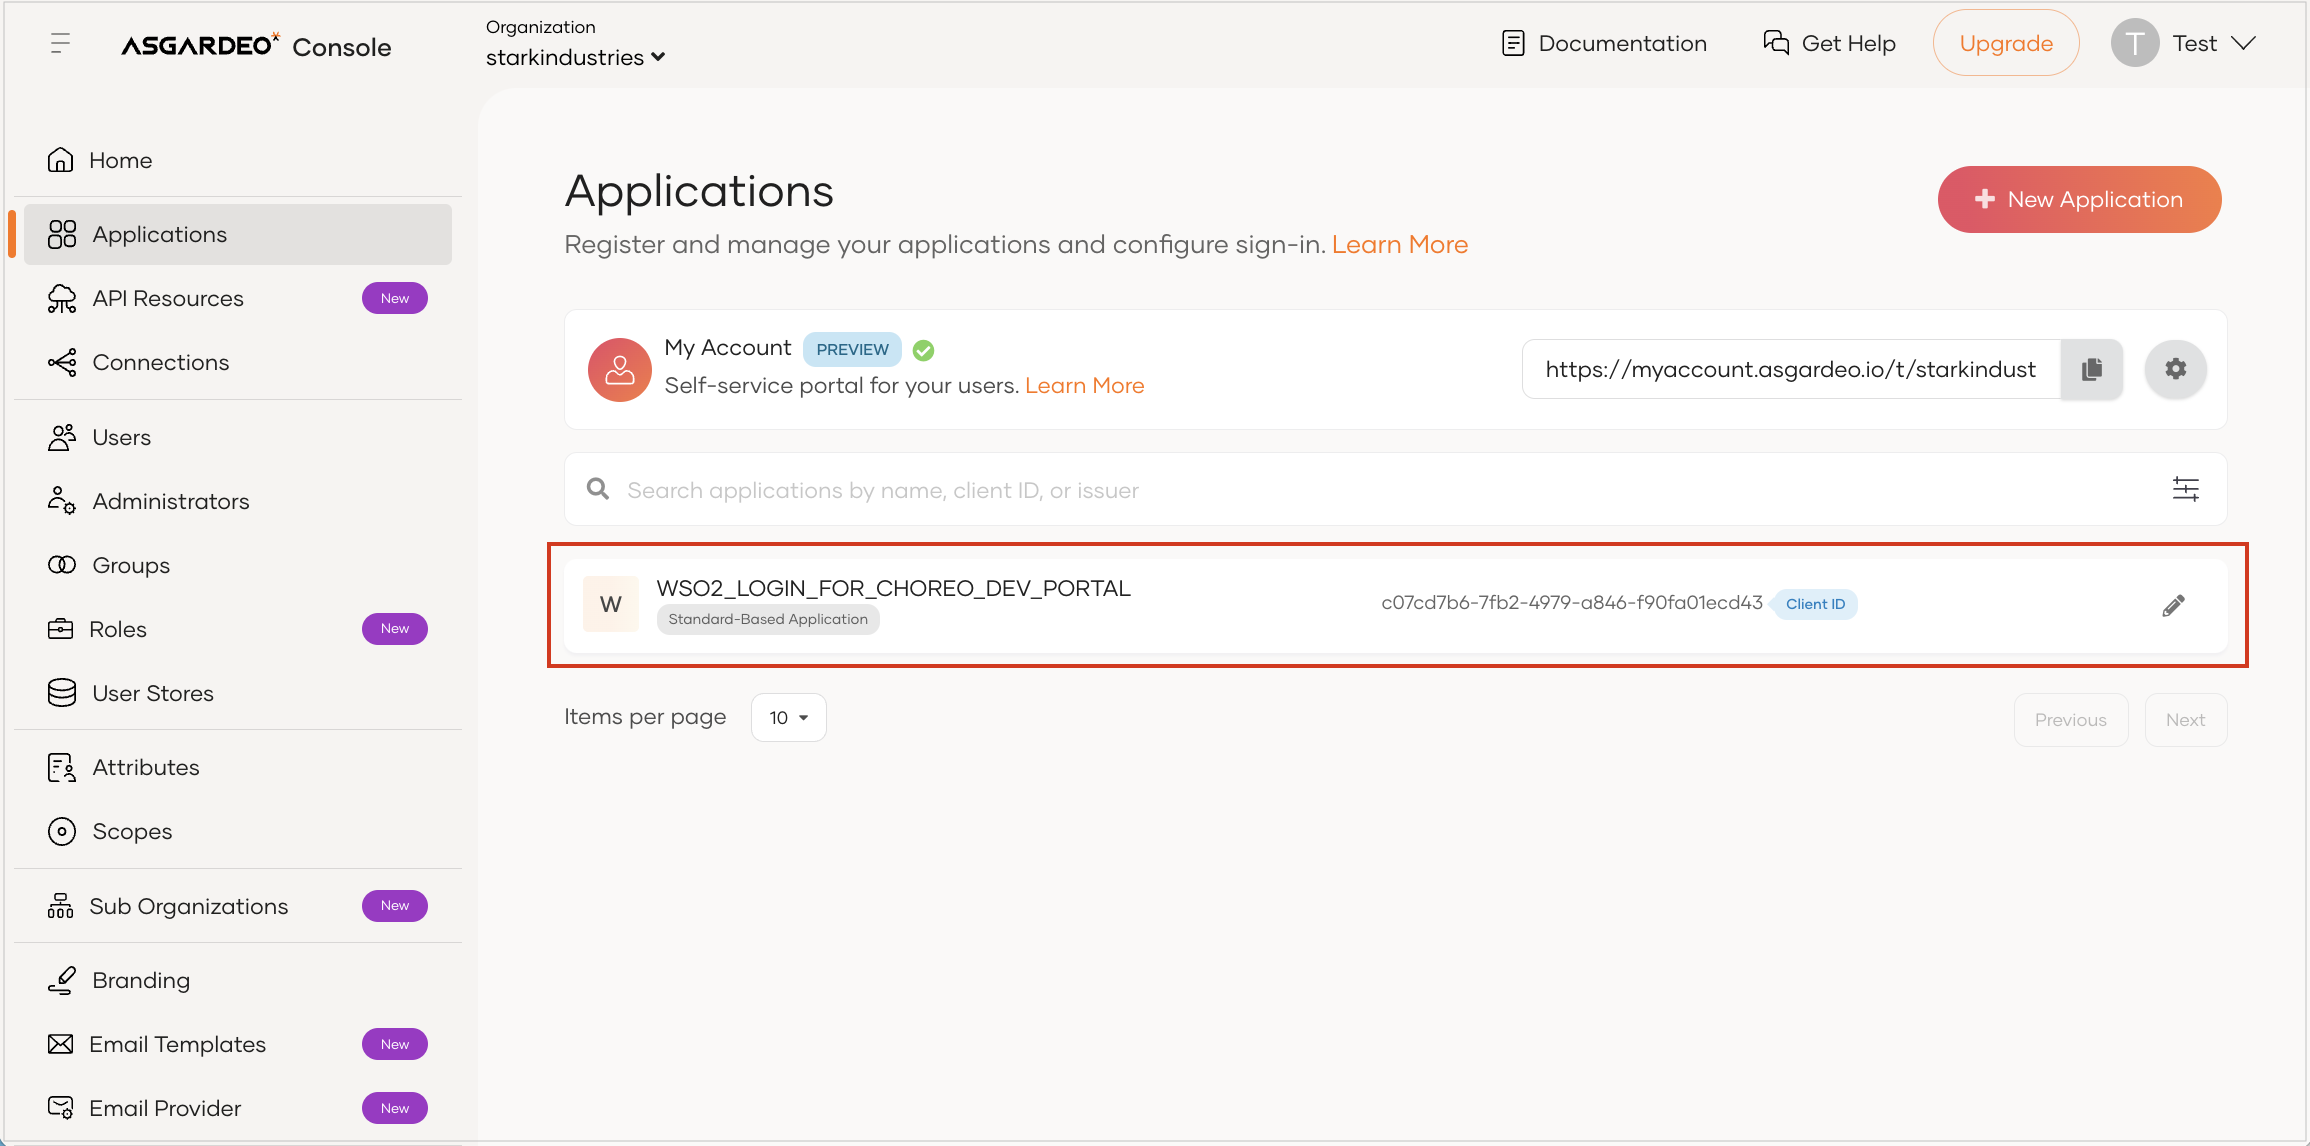 ASGARDEO Console
Organization
starkindustries
Documentation
Get Help
Upgrade
T
Test
Home
Applications
API Resources
New
Connections
Users
Administrators
Groups
Roles
New
User Stores
Attributes
Scopes
Sub Organizations
New
Branding
Email Templates
New
Email Provider
New
Applications
Register and manage your applications and configure sign-in. Learn More
New Application
My Account PREVIEW
Self-service portal for your users. Learn More
https://myaccount.asgardeo.io/t/starkindust
Search applications by name, client ID, or issuer
W
WSO2_LOGIN_FOR_CHOREO_DEV_PORTAL
Standard-Based Application
c07cd7b6-7fb2-4979-a846-f90fa01ecd43 Client ID
Items per page 10
Previous
Next